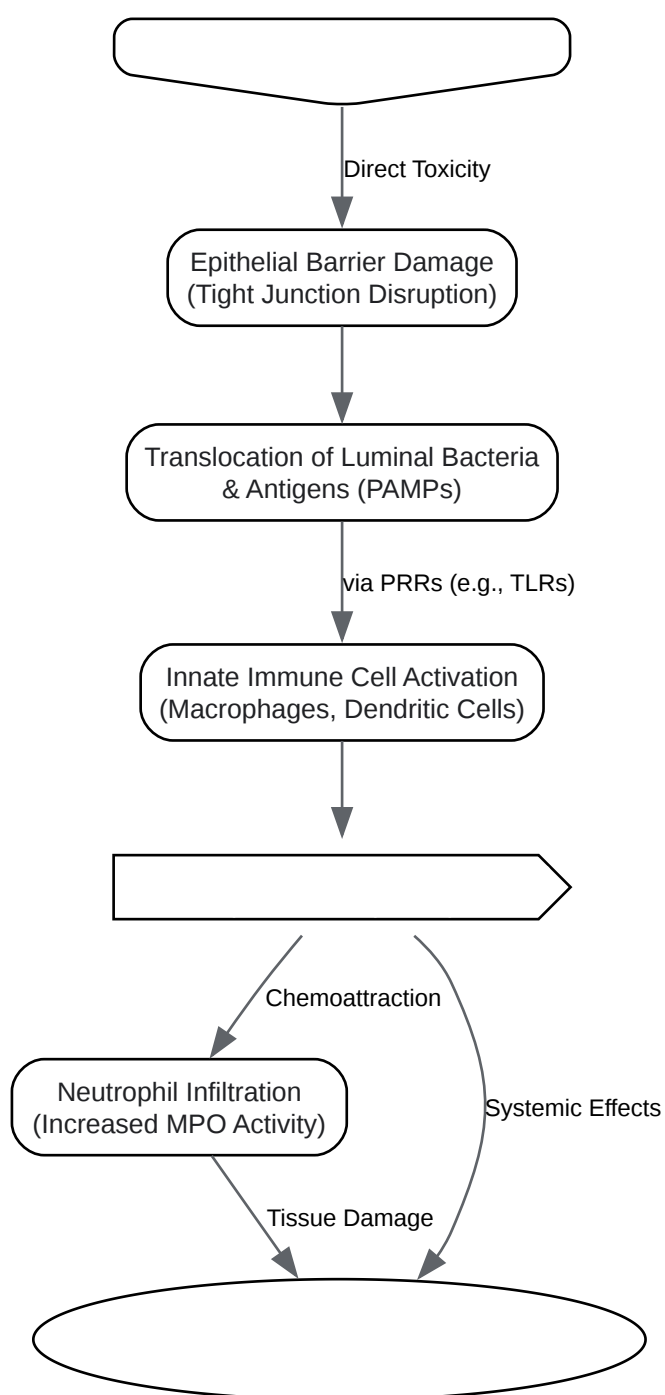 Direct Toxicity
Epithelial Barrier Damage
(Tight Junction Disruption)
Translocation of Luminal Bacteria
& Antigens (PAMPs)
via PRRs (e.g., TLRs)
Innate Immune Cell Activation
(Macrophages, Dendritic Cells)
Chemoattraction
Neutrophil Infiltration
(Increased MPO Activity)
Systemic Effects
Tissue Damage